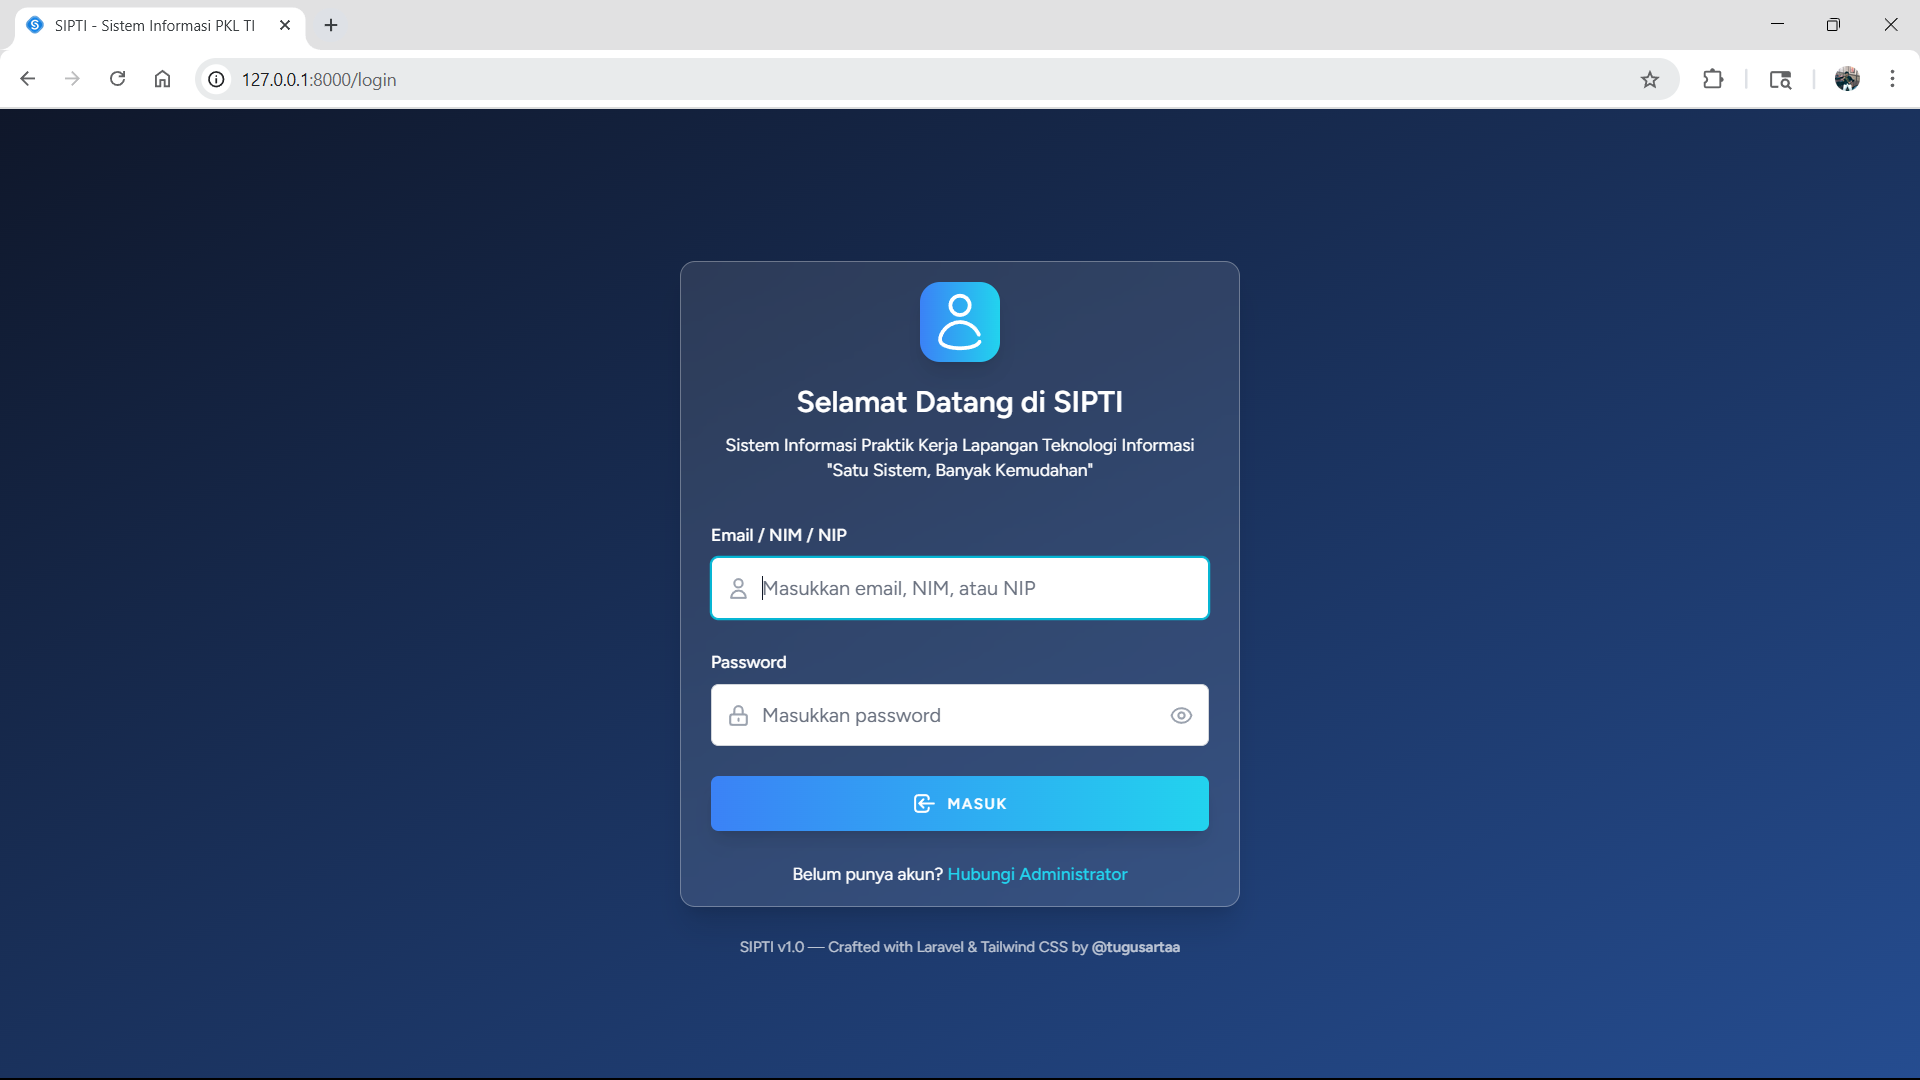 SIPTI - Sistem Informasi PKL TI
127.0.0.1:8000/login
Selamat Datang di SIPTI
Sistem Informasi Praktik Kerja Lapangan Teknologi Informasi
"Satu Sistem, Banyak Kemudahan"
Email / NIM / NIP
Masukkan email, NIM, atau NIP
Password
Masukkan password
MASUK
Belum punya akun? Hubungi Administrator
SIPTI v1.0 — Crafted with Laravel & Tailwind CSS by @tugusartaa